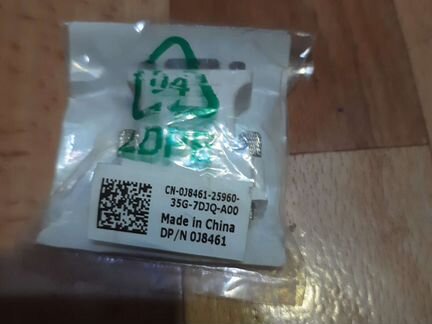 04
LDPE
CN-0J8461-25960-
35G-7DJQ-A00
Made in China
DP/N 0J8461